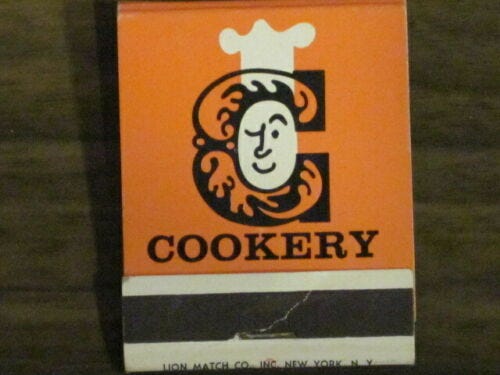 C
COOKERY
LION MATCH CO., INC. NEW YORK, N. Y.